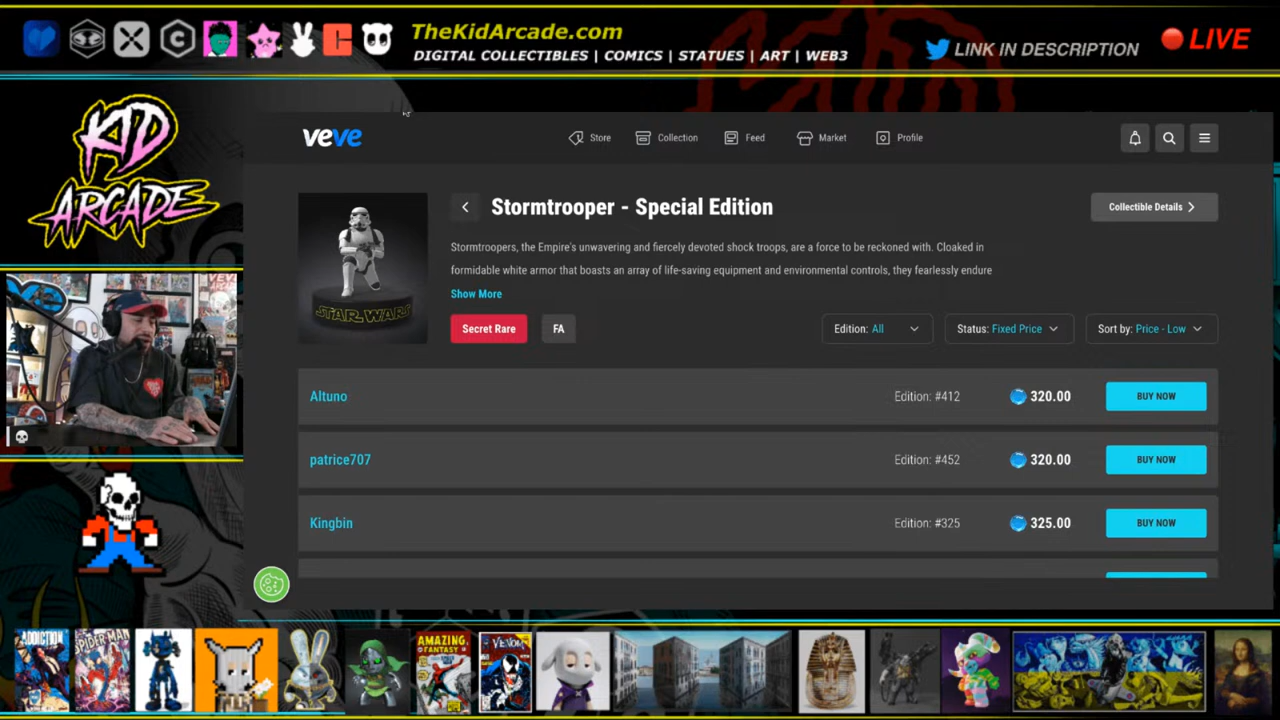 TheKidArcade.com
DIGITAL COLLECTIBLES | COMICS | STATUES | ART | WEB3
LINK IN DESCRIPTION
LIVE
KID
ARCADE
veve
Store
Collection
Feed
Market
Profile
Stormtrooper - Special Edition
Collectible Details
Stormtroopers, the Empire's unwavering and fiercely devoted shock troops, are a force to be reckoned with. Cloaked in
formidable white armor that boasts an array of life-saving equipment and environmental controls, they fearlessly endure
Show More
STAR WARS
Secret Rare
FA
Edition: All
Status: Fixed Price
Sort by: Price - Low
Altuno
Edition: #412
320.00
BUY NOW
patrice707
Edition: #452
320.00
BUY NOW
Kingbin
Edition: #325
325.00
BUY NOW
ADDICTION
SPIDER-MAN
AMAZING
FANTASY
VENOM